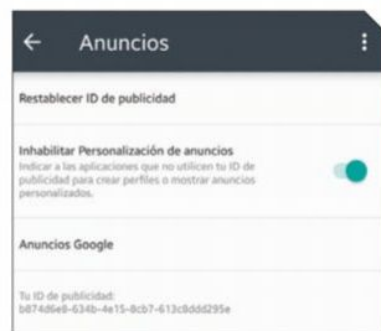 Anuncios
Restablecer ID de publicidad
Inhabilitar Personalización de anuncios
Indicar a las aplicaciones que no utilicen tu ID de
publicidad para crear perfiles o mostrar anuncios
personalizados.
Anuncios Google
Tu ID de publicidad:
b874d6e8-634b-4e15-8cb7-613c8ddd295e